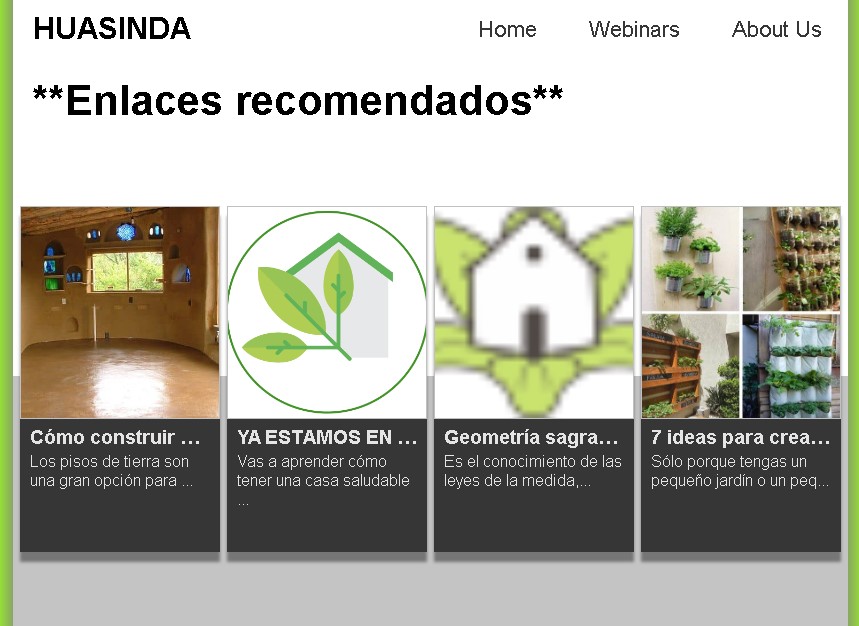 HUASINDA
Home
Webinars
About Us
**Enlaces recomendados**
Cómo construir ...
Los pisos de tierra son
una gran opción para ...
YA ESTAMOS EN ...
Vas a aprender cómo
tener una casa saludable
...
Geometría sagra...
Es el conocimiento de las
leyes de la medida,...
7 ideas para crea...
Sólo porque tengas un
pequeño jardín o un peq...